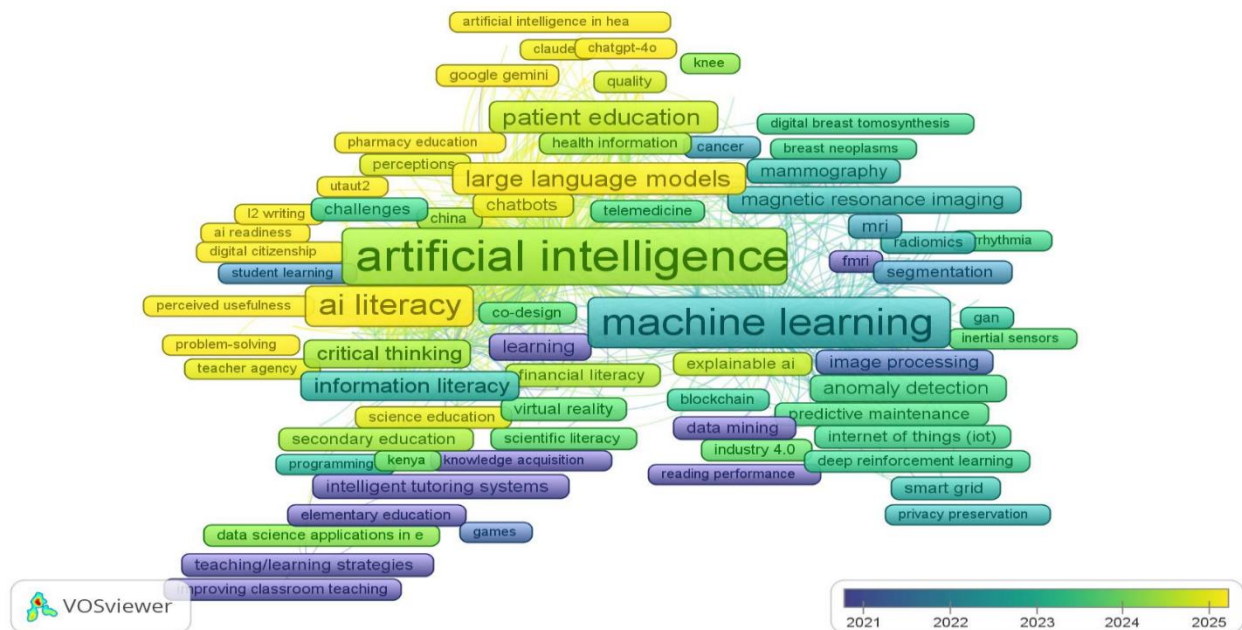 artificial intelligence in hea
claude
chatgpt-4o
knee
google gemini
quality
patient education
digital breast tomosynthesis
pharmacy education
health information
cancer
breast neoplasms
perceptions
mammography
large language models
utaut2
magnetic resonance imaging
l2 writing
challenges
china
chatbots
telemedicine
mri
ai readiness
radiomics
rrhythmia
digital citizenship
artificial intelligence
fmri
student learning
segmentation
perceived usefulness
ai literacy
co-design
machine learning
gan
problem-solving
learning
inertial sensors
critical thinking
teacher agency
financial literacy
explainable ai
image processing
information literacy
anomaly detection
blockchain
science education
virtual reality
predictive maintenance
secondary education
scientific literacy
data mining
internet of things (iot)
programming
kenya
knowledge acquisition
industry 4.0
deep reinforcement learning
intelligent tutoring systems
reading performance
smart grid
elementary education
privacy preservation
data science applications in e
games
teaching/learning strategies
improving classroom teaching
VOSviewer
2021 2022 2023 2024 2025